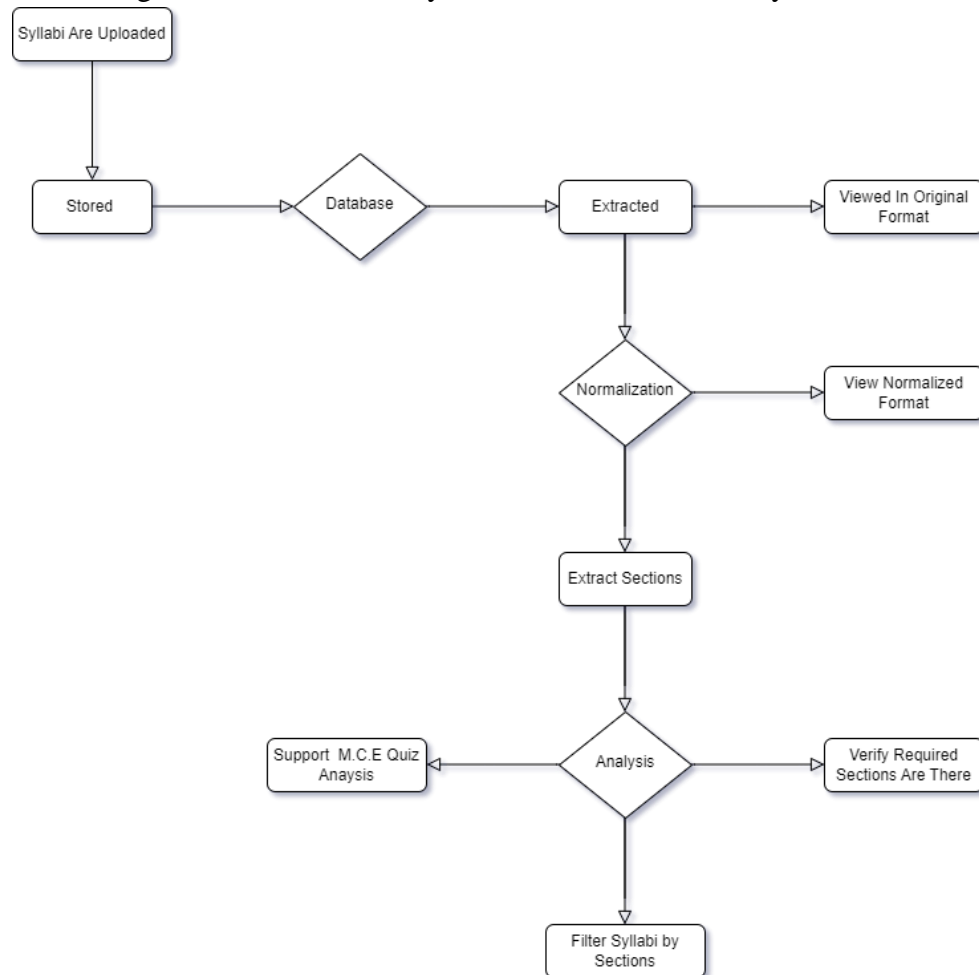 Syllabi Are Uploaded
Stored
Database
Extracted
Viewed In Original
Format
Normalization
View Normalized
Format
Extract Sections
Support M.C.E Quiz
Anaysis
Analysis
Verify Required
Sections Are There
Filter Syllabi by
Sections